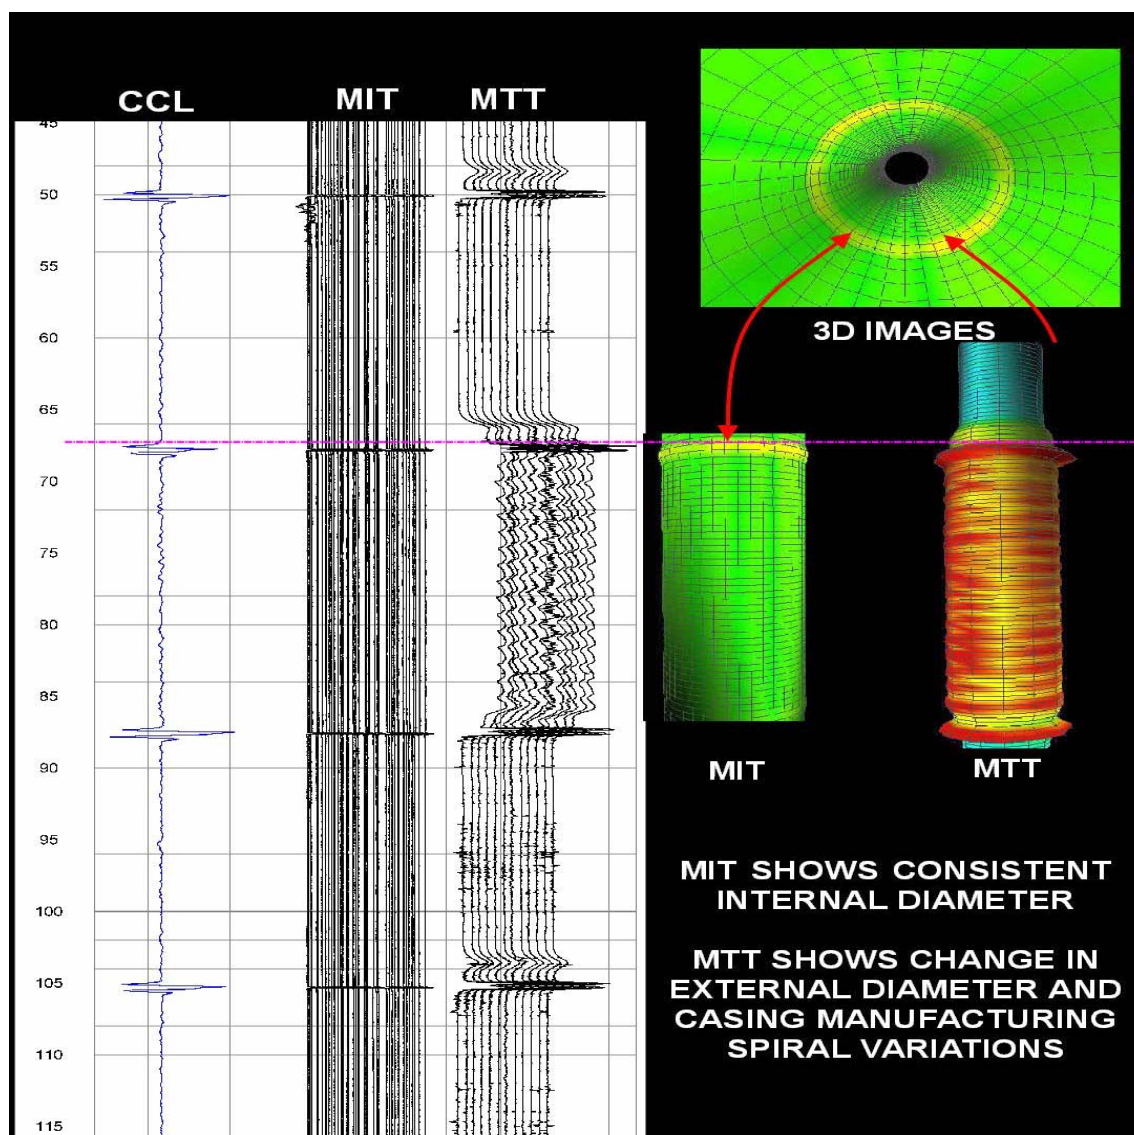 CCL
MIT
MTT
45
50
55
60
65
70
75
80
85
90
95
100
105
110
115
3D IMAGES
MIT
MTT
MIT SHOWS CONSISTENT
INTERNAL DIAMETER
MTT SHOWS CHANGE IN
EXTERNAL DIAMETER AND
CASING MANUFACTURING
SPIRAL VARIATIONS